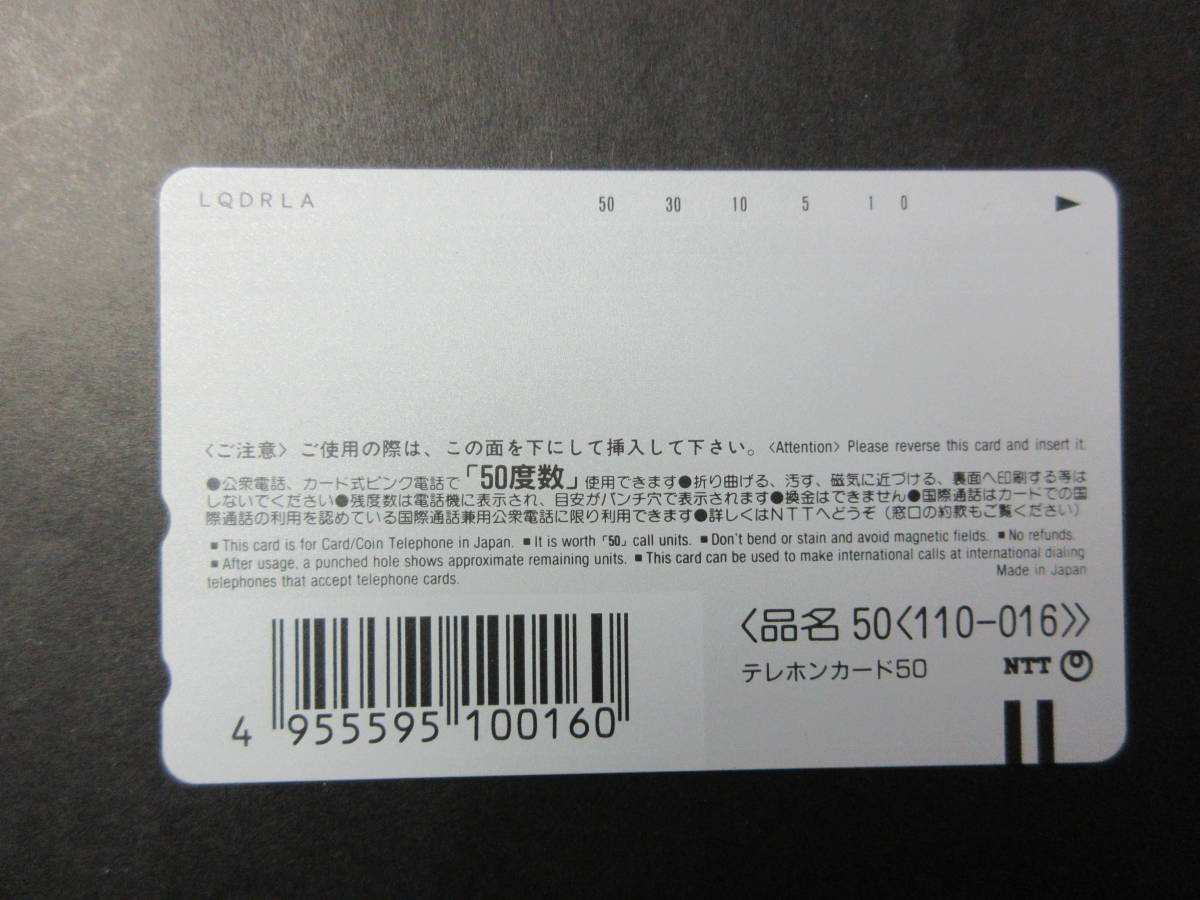 LQDRLA 50 30 10 5 1 0
〈ご注意〉ご使用の際は、この面を下にして挿入して下さい。〈Attention〉Please reverse this card and insert it.
●公衆電話、カード式ピンク電話で「50度数」使用できます●折り曲げる、汚す、磁気に近づける、裏面へ印刷する等は
しないでください●残度数は電話機に表示され、目安がパンチ穴で表示されます●換金はできません●国際通話はカードでの国
際通話の利用を認めている国際通話兼用公衆電話に限り利用できます●詳しくはNTTへどうぞ（窓口の約款もご覧ください）
■This card is for Card/Coin Telephone in Japan. ■It is worth「50」call units. ■Don't bend or stain and avoid magnetic fields. ■No refunds.
■After usage, a punched hole shows approximate remaining units. ■This card can be used to make international calls at international dialing
telephones that accept telephone cards.
Made in Japan
〈品名 50〈110-016〉〉
テレホンカード50 NTT
4 955595 100160